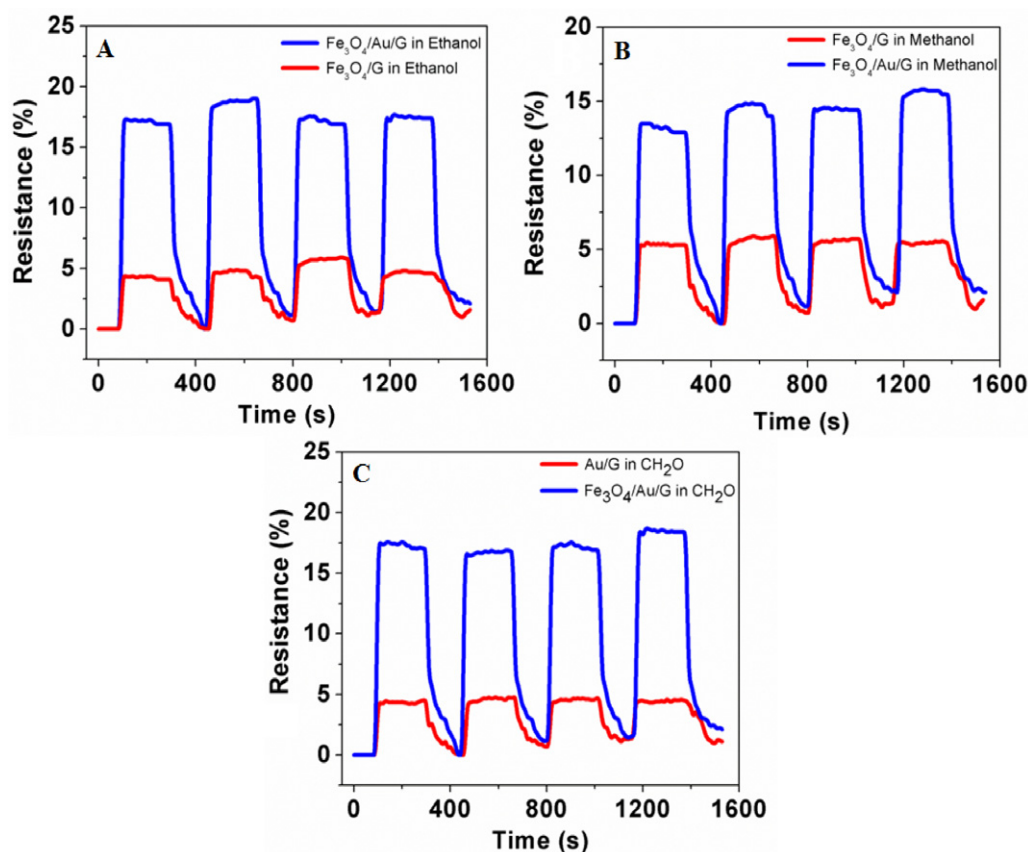 A
Fe₃O₄/Au/G in Ethanol
Fe₃O₄/G in Ethanol
Resistance (%)
25
20
15
10
5
0
0 400 800 1200 1600
Time (s)
B
Fe₃O₄/G in Methanol
Fe₃O₄/Au/G in Methanol
Resistance (%)
20
15
10
5
0
0 400 800 1200 1600
Time (s)
C
Au/G in CH₂O
Fe₃O₄/Au/G in CH₂O
Resistance (%)
25
20
15
10
5
0
0 400 800 1200 1600
Time (s)